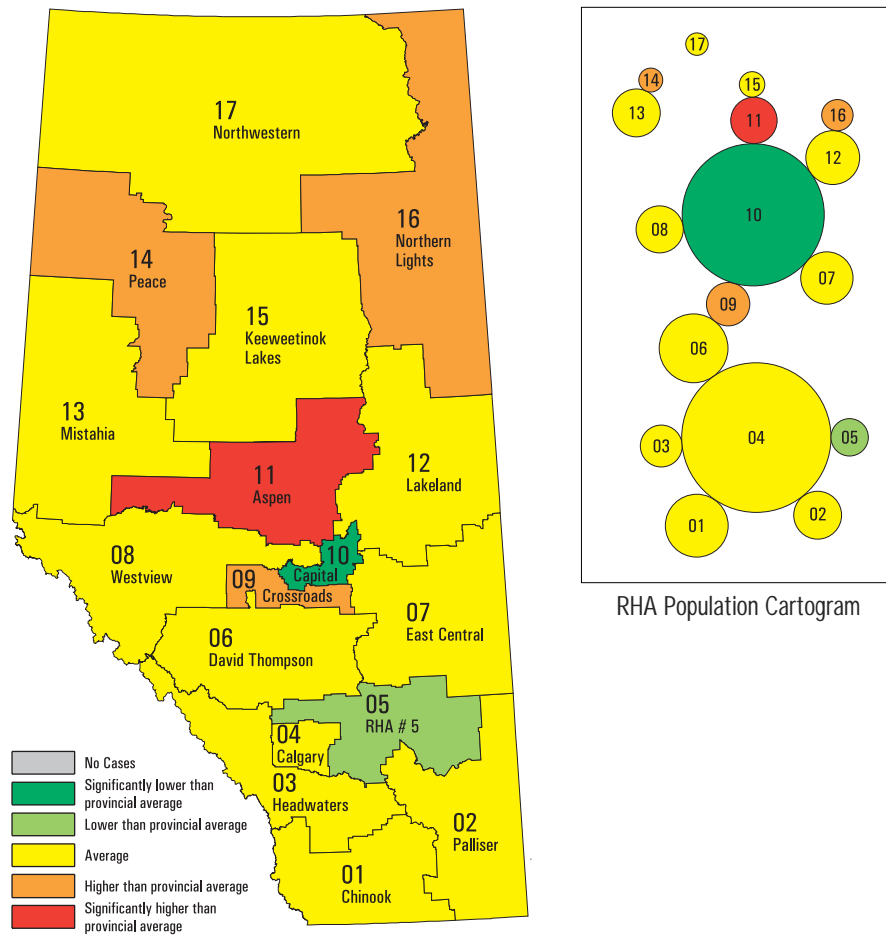 17
Northwestern
16
Northern
Lights
14
Peace
15
Keeweetinok
Lakes
13
Mistahia
11
Aspen
12
Lakeland
08
Westview
10
Capital
09
Crossroads
07
East Central
06
David Thompson
05
RHA # 5
04
Calgary
03
Headwaters
02
Palliser
01
Chinook
No Cases
Significantly lower than
provincial average
Lower than provincial average
Average
Higher than provincial average
Significantly higher than
provincial average
17
14
15
13
11
16
12
10
08
07
09
06
04
03
05
01
02
RHA Population Cartogram